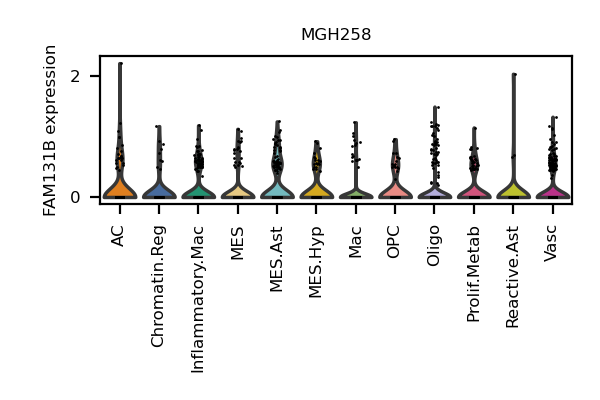 MGH258
FAM131B expression
2
0
AC
Chromatin.Reg
Inflammatory.Mac
MES
MES.Ast
MES.Hyp
Mac
OPC
Oligo
Prolif.Metab
Reactive.Ast
Vasc